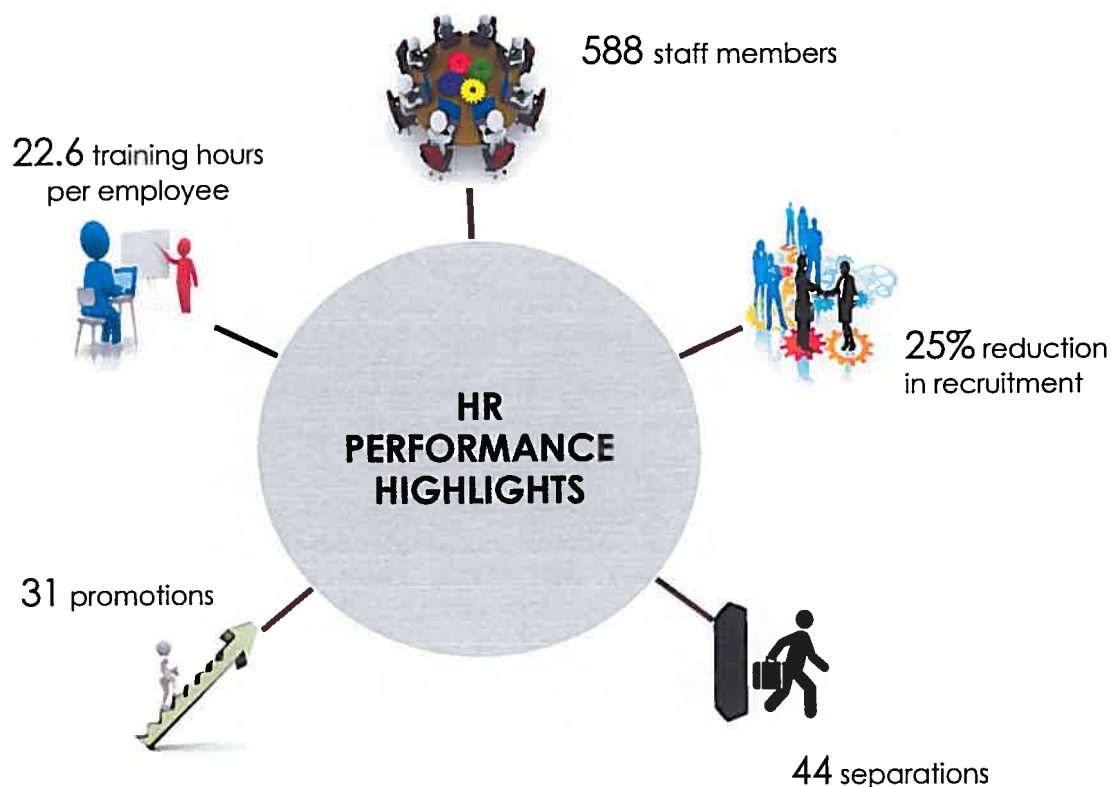 588 staff members
22.6 training hours
per employee
25% reduction
in recruitment
HR
PERFORMANCE
HIGHLIGHTS
31 promotions
44 separations